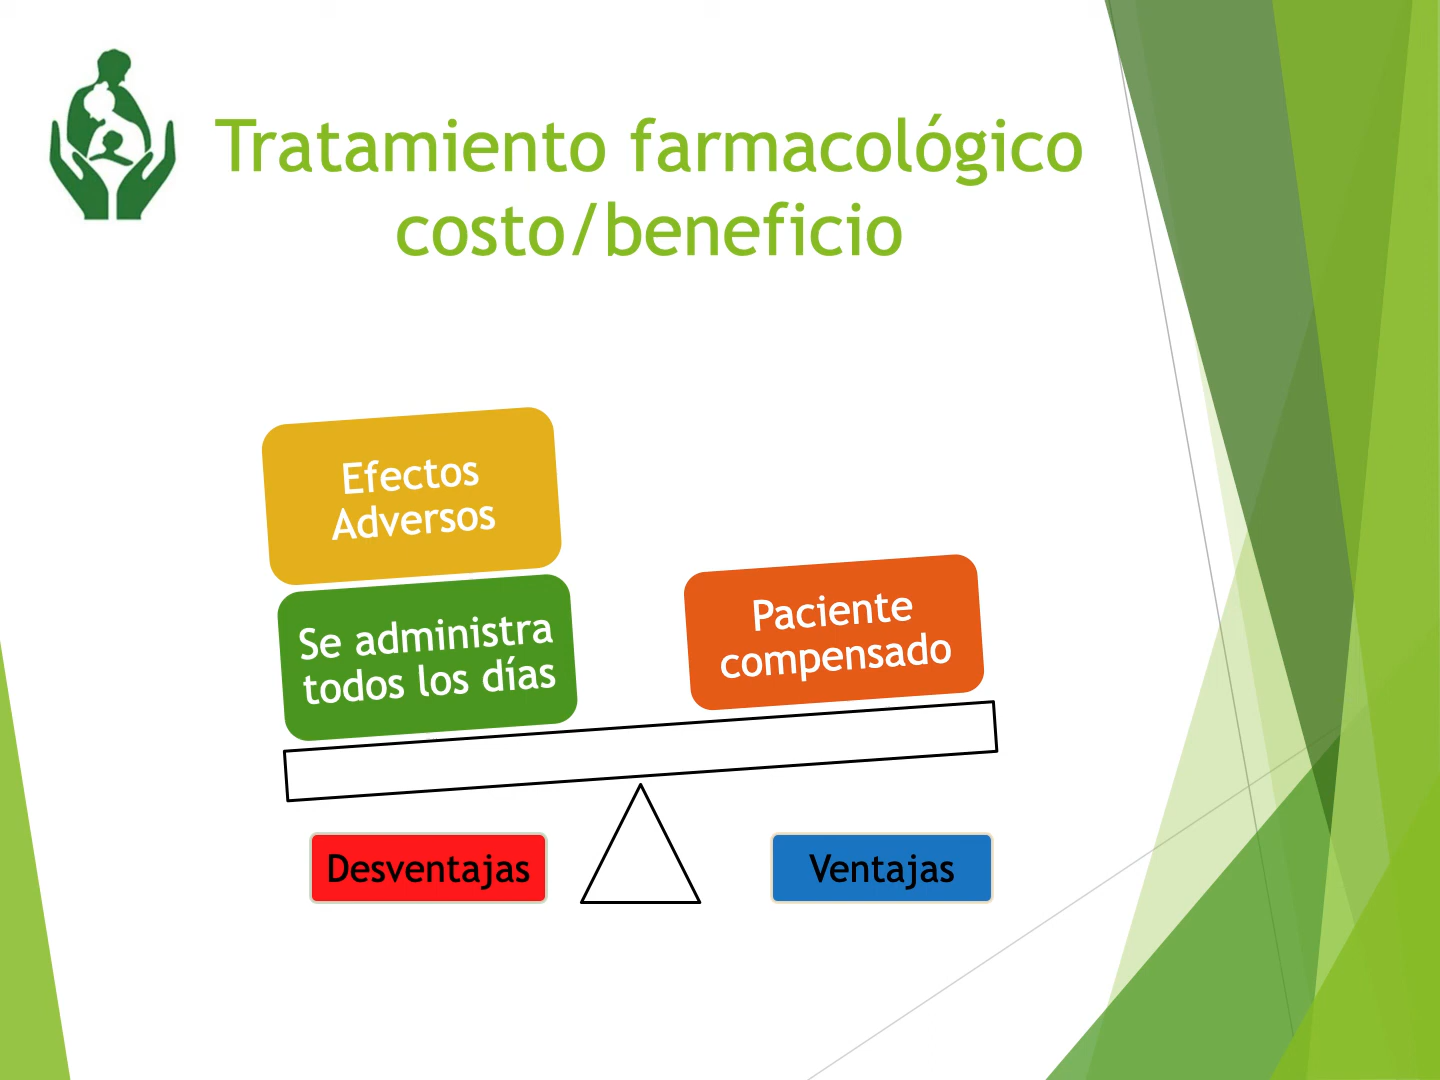 Tratamiento farmacológico
costo/beneficio
Efectos
Adversos
Se administra
todos los días
Paciente
compensado
Desventajas
Ventajas